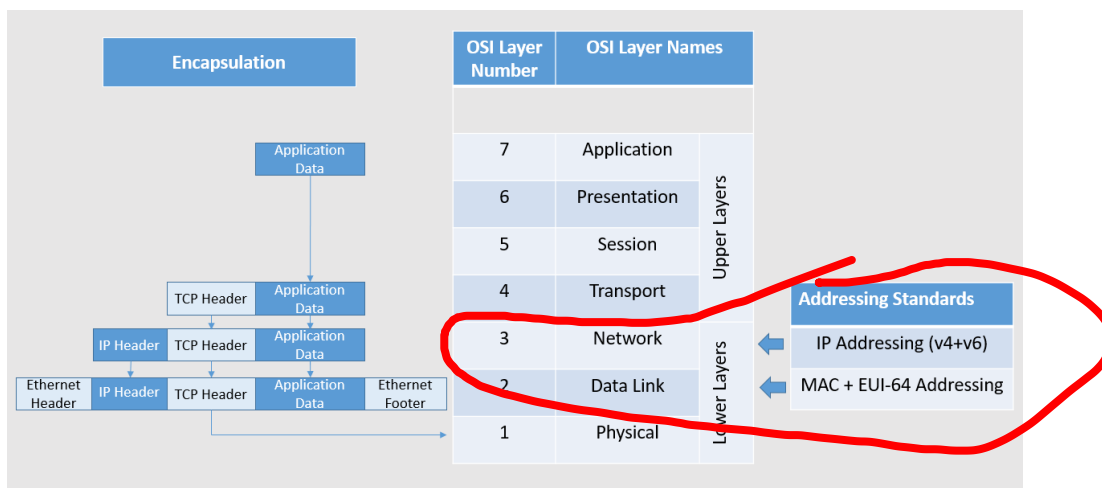 Encapsulation
OSI Layer
Number
OSI Layer Names
Application
Data
7
Application
6
Presentation
5
Session
4
Transport
Upper Layers
TCP Header
Application
Data
Addressing Standards
IP Header
TCP Header
Application
Data
3
Network
IP Addressing (v4+v6)
Ethernet
Header
IP Header
TCP Header
Application
Data
Ethernet
Footer
2
Data Link
MAC + EUI-64 Addressing
1
Physical
Lower Layers